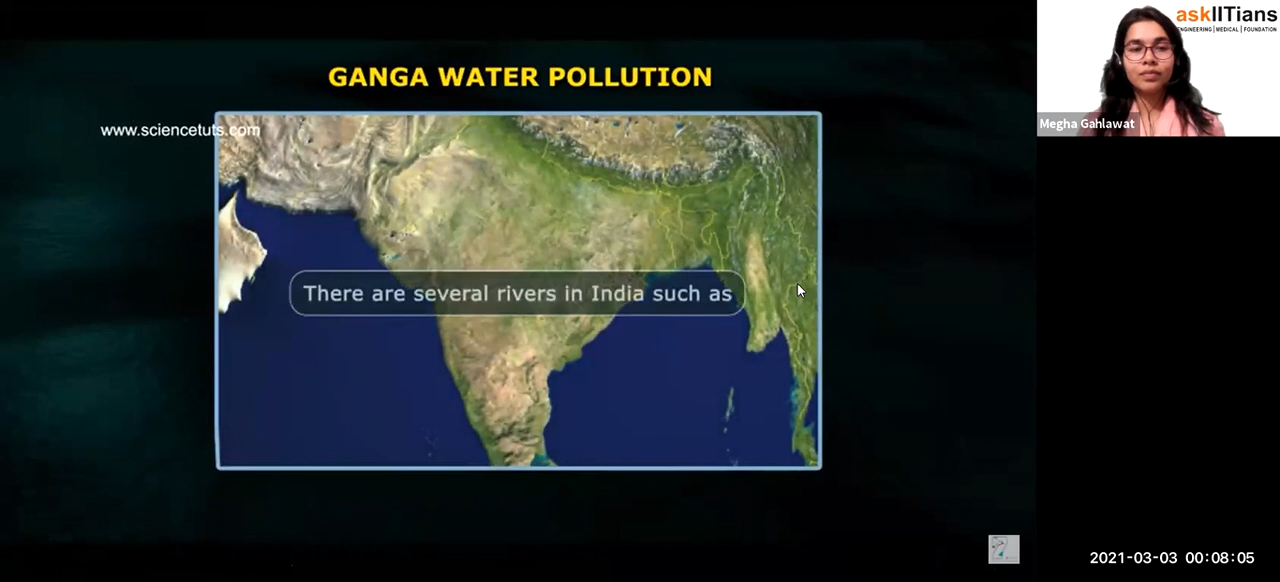 GANGA WATER POLLUTION
www.sciencetuts.com
There are several rivers in India such as
askIITians
ENGINEERING | MEDICAL | FOUNDATION
Megha Gahlawat
2021-03-03 00:08:05